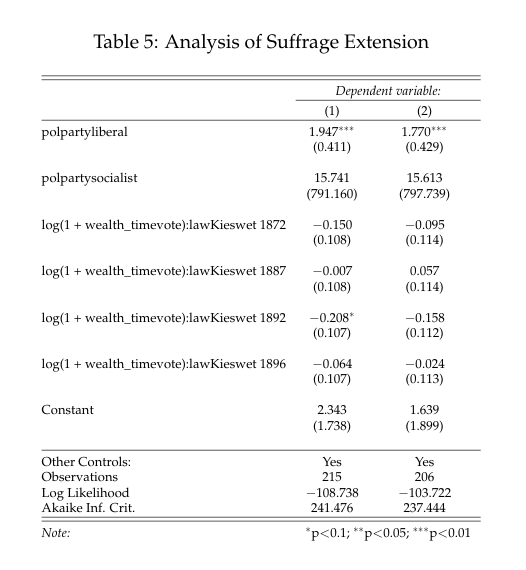 Table 5: Analysis of Suffrage Extension
Dependent variable:
(1) (2)
polpartyliberal 1.947*** 1.770***
(0.411) (0.429)
polpartysocialist 15.741 15.613
(791.160) (797.739)
log(1 + wealth_timevote):lawKieswet 1872 −0.150 −0.095
(0.108) (0.114)
log(1 + wealth_timevote):lawKieswet 1887 −0.007 0.057
(0.108) (0.114)
log(1 + wealth_timevote):lawKieswet 1892 −0.208* −0.158
(0.107) (0.112)
log(1 + wealth_timevote):lawKieswet 1896 −0.064 −0.024
(0.107) (0.113)
Constant 2.343 1.639
(1.738) (1.899)
Other Controls: Yes Yes
Observations 215 206
Log Likelihood −108.738 −103.722
Akaike Inf. Crit. 241.476 237.444
Note: *p<0.1; **p<0.05; ***p<0.01